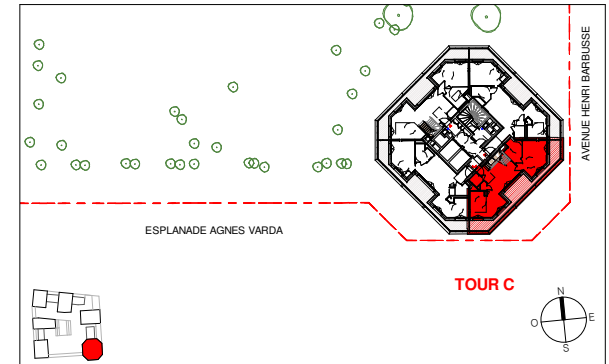 AVENUE HENRI BARBUSSE
ESPLANADE AGNES VARDA
TOUR C
N
O E
S